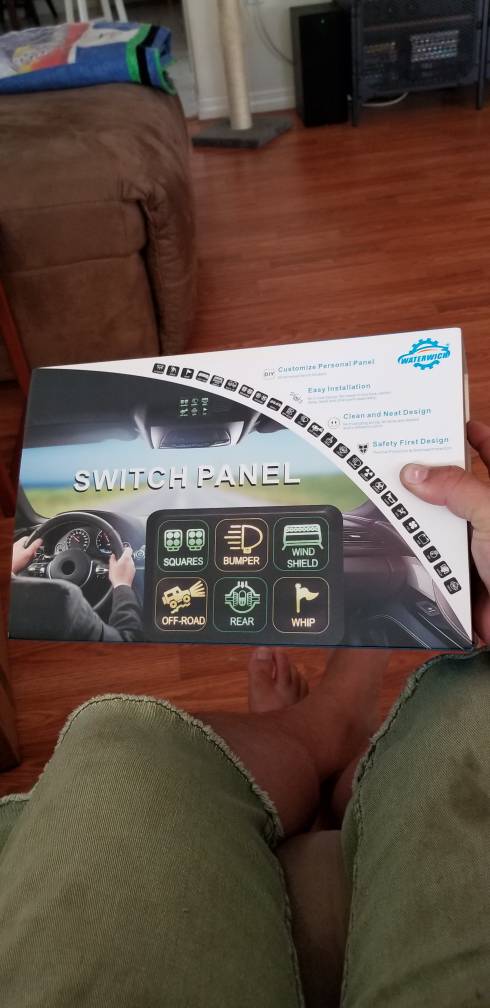 WATERWICH
DIY Customize Personal Panel
Easy Installation
Clean and Neat Design
Safety First Design
SWITCH PANEL
SQUARES BUMPER WIND SHIELD
OFF-ROAD REAR WHIP